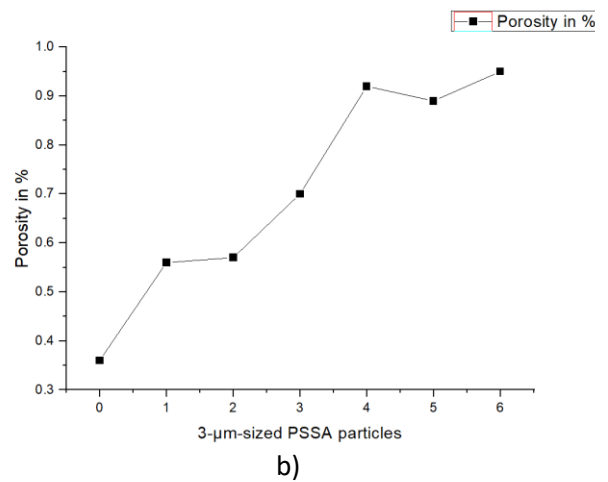 Porosity in %
1.0
0.9
0.8
0.7
0.6
0.5
0.4
0.3
Porosity in %
0 1 2 3 4 5 6
3-μm-sized PSSA particles
b)